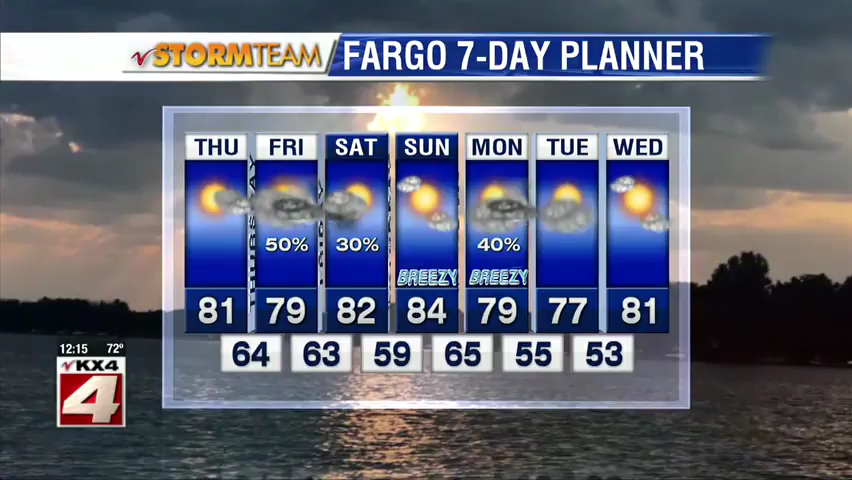 STORMTEAM FARGO 7-DAY PLANNER
THU FRI SAT SUN MON TUE WED
50% 30% 40%
BREEZY BREEZY
81 79 82 84 79 77 81
64 63 59 65 55 53
12:15 72°
KX4
4